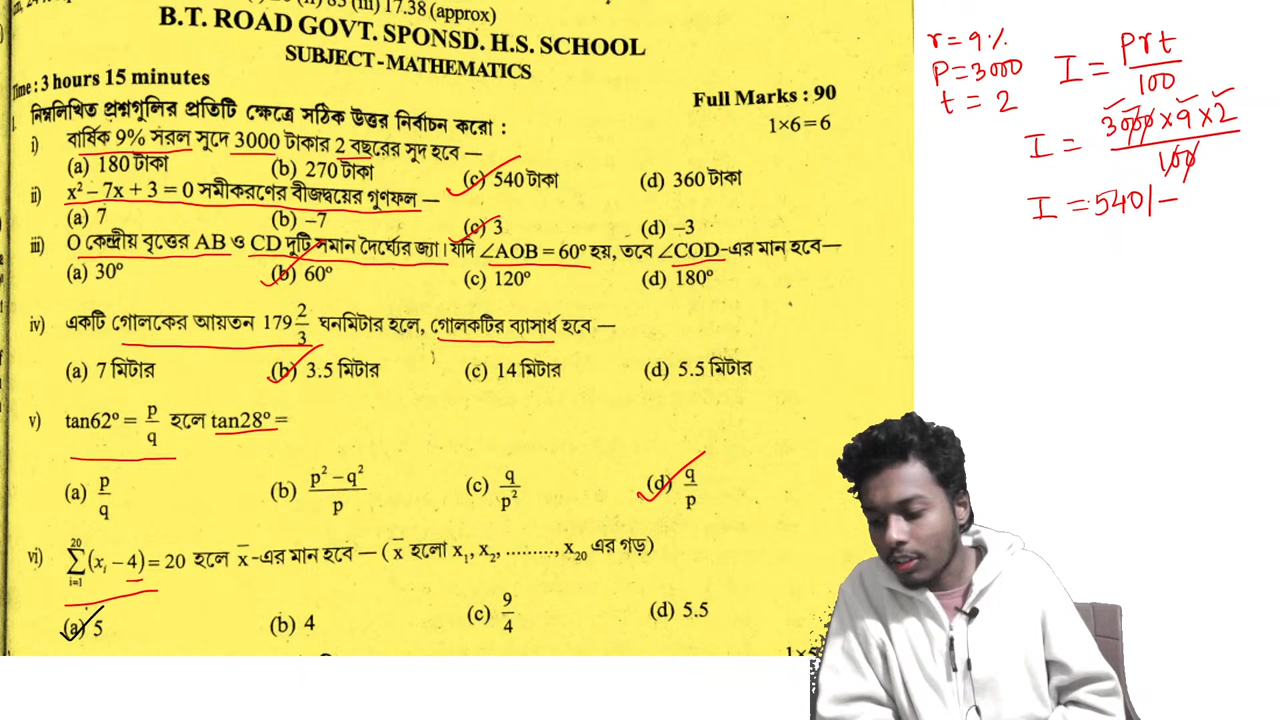 (iii) 17.38 (approx)
B.T. ROAD GOVT. SPONSD. H.S. SCHOOL
SUBJECT - MATHEMATICS
Time : 3 hours 15 minutes
Full Marks : 90
নিম্নলিখিত প্রশ্নগুলির প্রতিটি ক্ষেত্রে সঠিক উত্তর নির্বাচন করো : 1×6=6
i) বার্ষিক 9% সরল সুদে 3000 টাকার 2 বছরের সুদ হবে —
(a) 180 টাকা (b) 270 টাকা (c) 540 টাকা (d) 360 টাকা
ii) x² – 7x + 3 = 0 সমীকরণের বীজদ্বয়ের গুণফল —
(a) 7 (b) –7 (c) 3 (d) –3
iii) O কেন্দ্রীয় বৃত্তের AB ও CD দুটি সমান দৈর্ঘ্যের জ্যা। যদি ∠AOB = 60° হয়, তবে ∠COD-এর মান হবে—
(a) 30° (b) 60° (c) 120° (d) 180°
iv) একটি গোলকের আয়তন 179 2/3 ঘনমিটার হলে, গোলকটির ব্যাসার্ধ হবে —
(a) 7 মিটার (b) 3.5 মিটার (c) 14 মিটার (d) 5.5 মিটার
v) tan62° = p/q হলে tan28° =
(a) p/q (b) p² – q²/p (c) q/p² (d) q/p
vi) 20 ∑ i=1 (xᵢ – 4) = 20 হলে x̄-এর মান হবে — ( x̄ হলো x₁, x₂, ........., x₂₀ এর গড়)
(a) 5 (b) 4 (c) 9/4 (d) 5.5
r = 9%
P = 3000
t = 2
I = Prt/100
I = 3000 × 9 × 2/100
I = 540/-